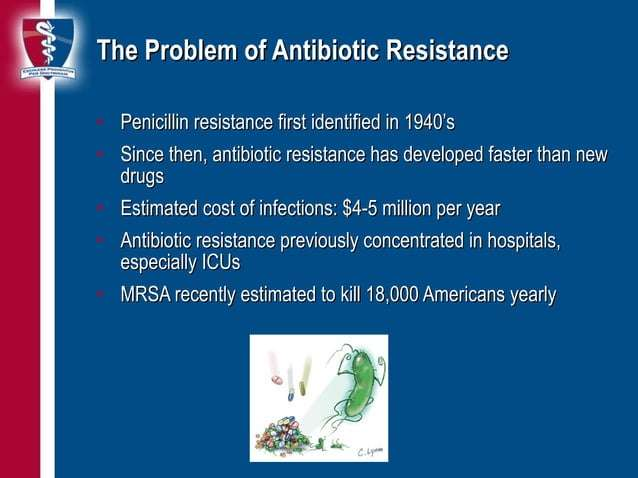 The Problem of Antibiotic Resistance
Penicillin resistance first identified in 1940's
Since then, antibiotic resistance has developed faster than new
drugs
Estimated cost of infections: $4-5 million per year
Antibiotic resistance previously concentrated in hospitals,
especially ICUs
MRSA recently estimated to kill 18,000 Americans yearly
C. Lynn